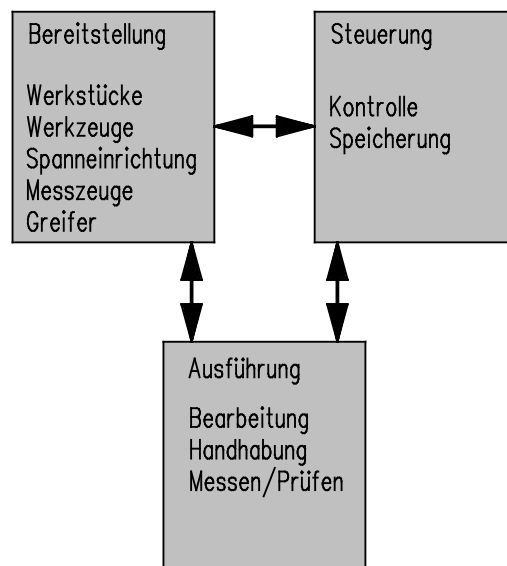 Bereitstellung
Werkstücke
Werkzeuge
Spanneinrichtung
Messzeuge
Greifer
Steuerung
Kontrolle
Speicherung
Ausführung
Bearbeitung
Handhabung
Messen/Prüfen